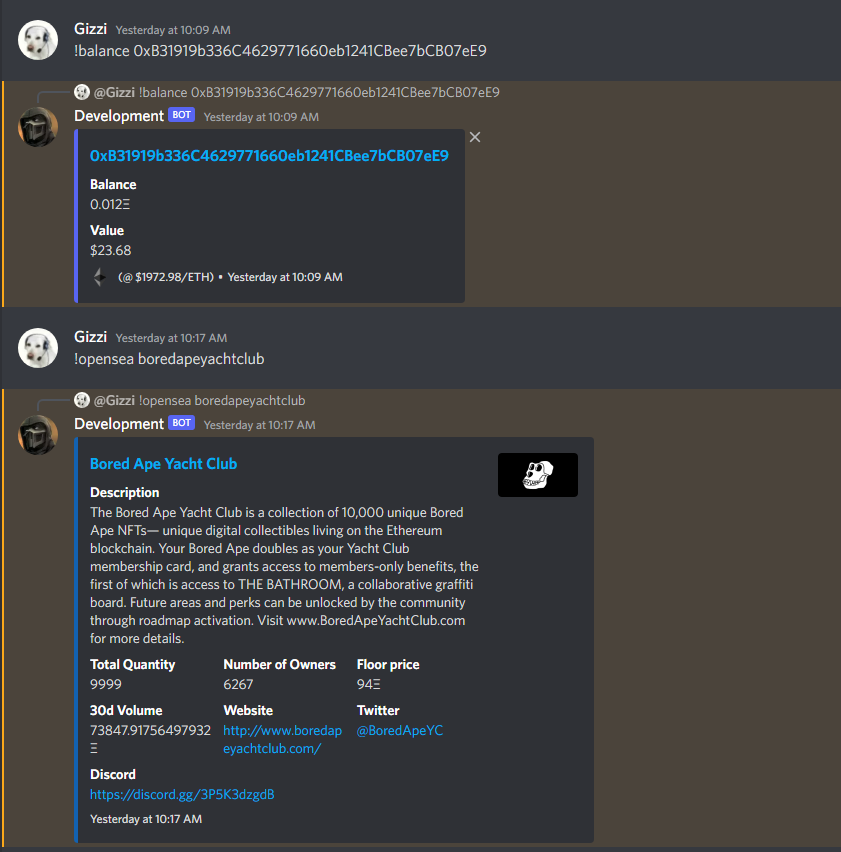 Gizzi Yesterday at 10:09 AM
!balance 0xB31919b336C4629771660eb1241CBee7bCB07eE9
@Gizzi !balance 0xB31919b336C4629771660eb1241CBee7bCB07eE9
Development BOT Yesterday at 10:09 AM
0xB31919b336C4629771660eb1241CBee7bCB07eE9
Balance
0.012Ξ
Value
$23.68
(@ $1972.98/ETH) • Yesterday at 10:09 AM
Gizzi Yesterday at 10:17 AM
!opensea boredapeyachtclub
@Gizzi !opensea boredapeyachtclub
Development BOT Yesterday at 10:17 AM
Bored Ape Yacht Club
Description
The Bored Ape Yacht Club is a collection of 10,000 unique Bored
Ape NFTs— unique digital collectibles living on the Ethereum
blockchain. Your Bored Ape doubles as your Yacht Club
membership card, and grants access to members-only benefits, the
first of which is access to THE BATHROOM, a collaborative graffiti
board. Future areas and perks can be unlocked by the community
through roadmap activation. Visit www.BoredApeYachtClub.com
for more details.
Total Quantity Number of Owners Floor price
9999 6267 94Ξ
30d Volume Website Twitter
73847.91756497932 http://www.boredap @BoredApeYC
Ξ eyachtclub.com/
Discord
https://discord.gg/3P5K3dzgdB
Yesterday at 10:17 AM